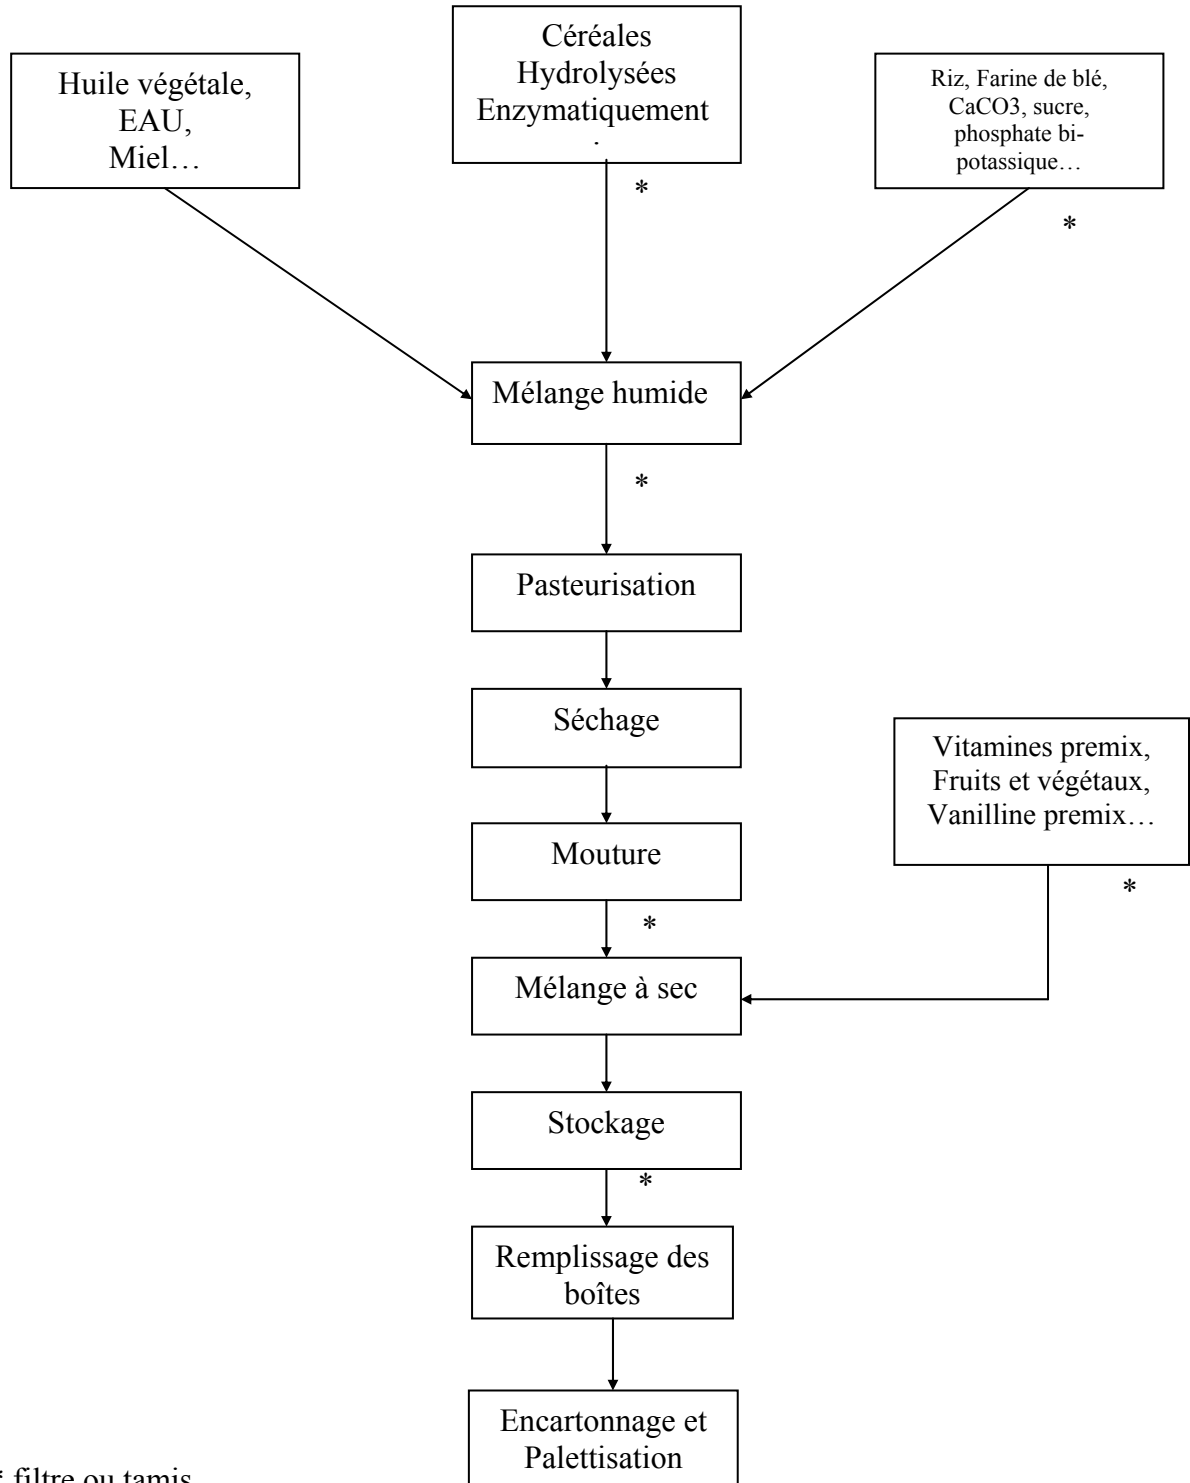 Huile végétale,
EAU,
Miel…
Céréales
Hydrolysées
Enzymatiquement
.
Riz, Farine de blé,
CaCO3, sucre,
phosphate bi-
potassique…
*
*
Mélange humide
*
Pasteurisation
Séchage
Vitamines premix,
Fruits et végétaux,
Vanilline premix…
Mouture
*
*
Mélange à sec
Stockage
*
Remplissage des
boîtes
Encartonnage et
Palettisation
* filtre ou tamis